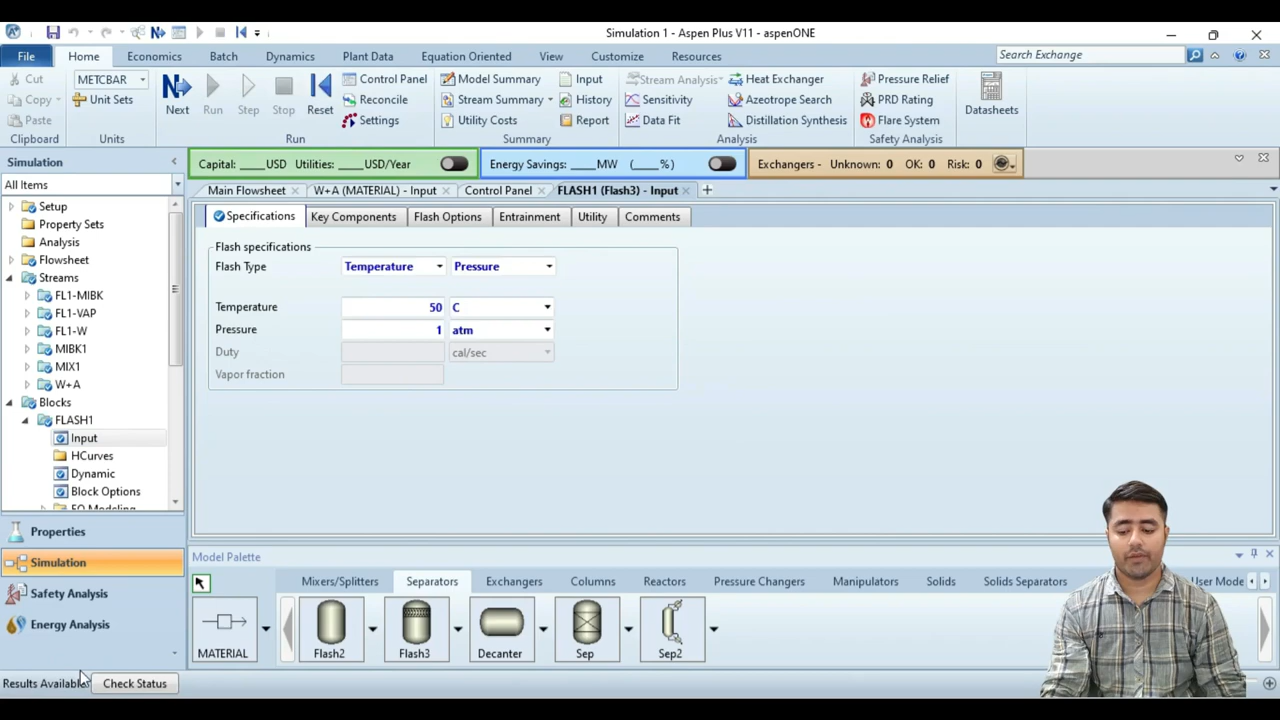 Simulation 1 - Aspen Plus V11 - aspenONE
File Home Economics Batch Dynamics Plant Data Equation Oriented View Customize Resources Search Exchange
Cut METCBAR Next Run Step Stop Reset Control Panel Model Summary Input Stream Analysis Heat Exchanger Pressure Relief Datasheets
Copy Unit Sets Reconcile Stream Summary History Sensitivity Azeotrope Search PRD Rating
Paste Settings Utility Costs Report Data Fit Distillation Synthesis Flare System
Clipboard Units Run Summary Analysis Safety Analysis
Simulation Capital: ____USD Utilities: ____USD/Year Energy Savings: ____MW (____%) Exchangers - Unknown: 0 OK: 0 Risk: 0
All Items Main Flowsheet W+A (MATERIAL) - Input Control Panel FLASH1 (Flash3) - Input
Setup
Property Sets
Analysis
Flowsheet
Streams
FL1-MIBK
FL1-VAP
FL1-W
MIBK1
MIX1
W+A
Blocks
FLASH1
Input
HCurves
Dynamic
Block Options
EO Modeling
Properties
Simulation
Safety Analysis
Energy Analysis
Specifications Key Components Flash Options Entrainment Utility Comments
Flash specifications
Flash Type Temperature Pressure
Temperature 50 C
Pressure 1 atm
Duty cal/sec
Vapor fraction
Model Palette
Mixers/Splitters Separators Exchangers Columns Reactors Pressure Changers Manipulators Solids Solids Separators User Mode
MATERIAL Flash2 Flash3 Decanter Sep Sep2
Results Available Check Status